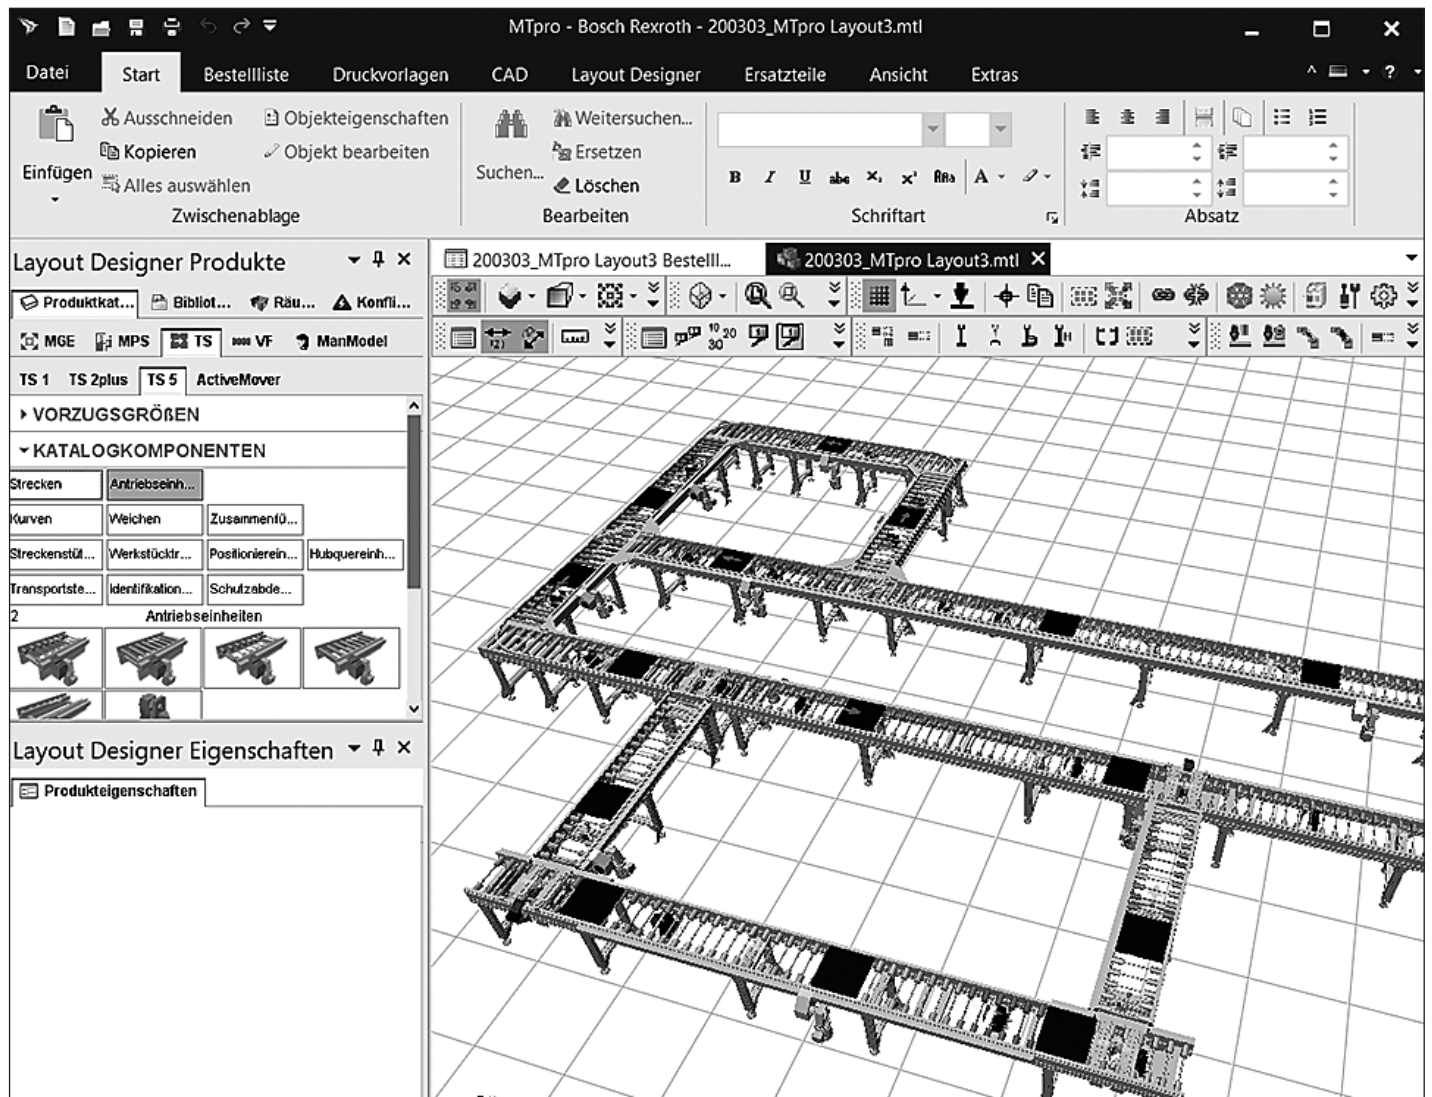 MTpro - Bosch Rexroth - 200303_MTpro Layout3.mtl
Datei Start Bestellliste Druckvorlagen CAD Layout Designer Ersatzteile Ansicht Extras
Ausschneiden Objekteigenschaften Weitersuchen...
Kopieren Objekt bearbeiten Ersetzen
Einfügen Alles auswählen Suchen... Löschen
Zwischenablage Bearbeiten Schriftart Absatz
Layout Designer Produkte
200303_MTpro Layout3 Bestelll... 200303_MTpro Layout3.mtl
Produktkat... Bibliot... Räu... Konfli...
MGE MPS TS VF ManModel
TS 1 TS 2plus TS 5 ActiveMover
VORZUGSGRÖßEN
KATALOGKOMPONENTEN
Strecken Antriebseinh...
Kurven Weichen Zusammenfü...
Streckenstüt... Werkstücktr... Positionierein... Hubquereinh...
Transportste... Identifikation... Schutzabde...
2 Antriebseinheiten
Layout Designer Eigenschaften
Produkteigenschaften